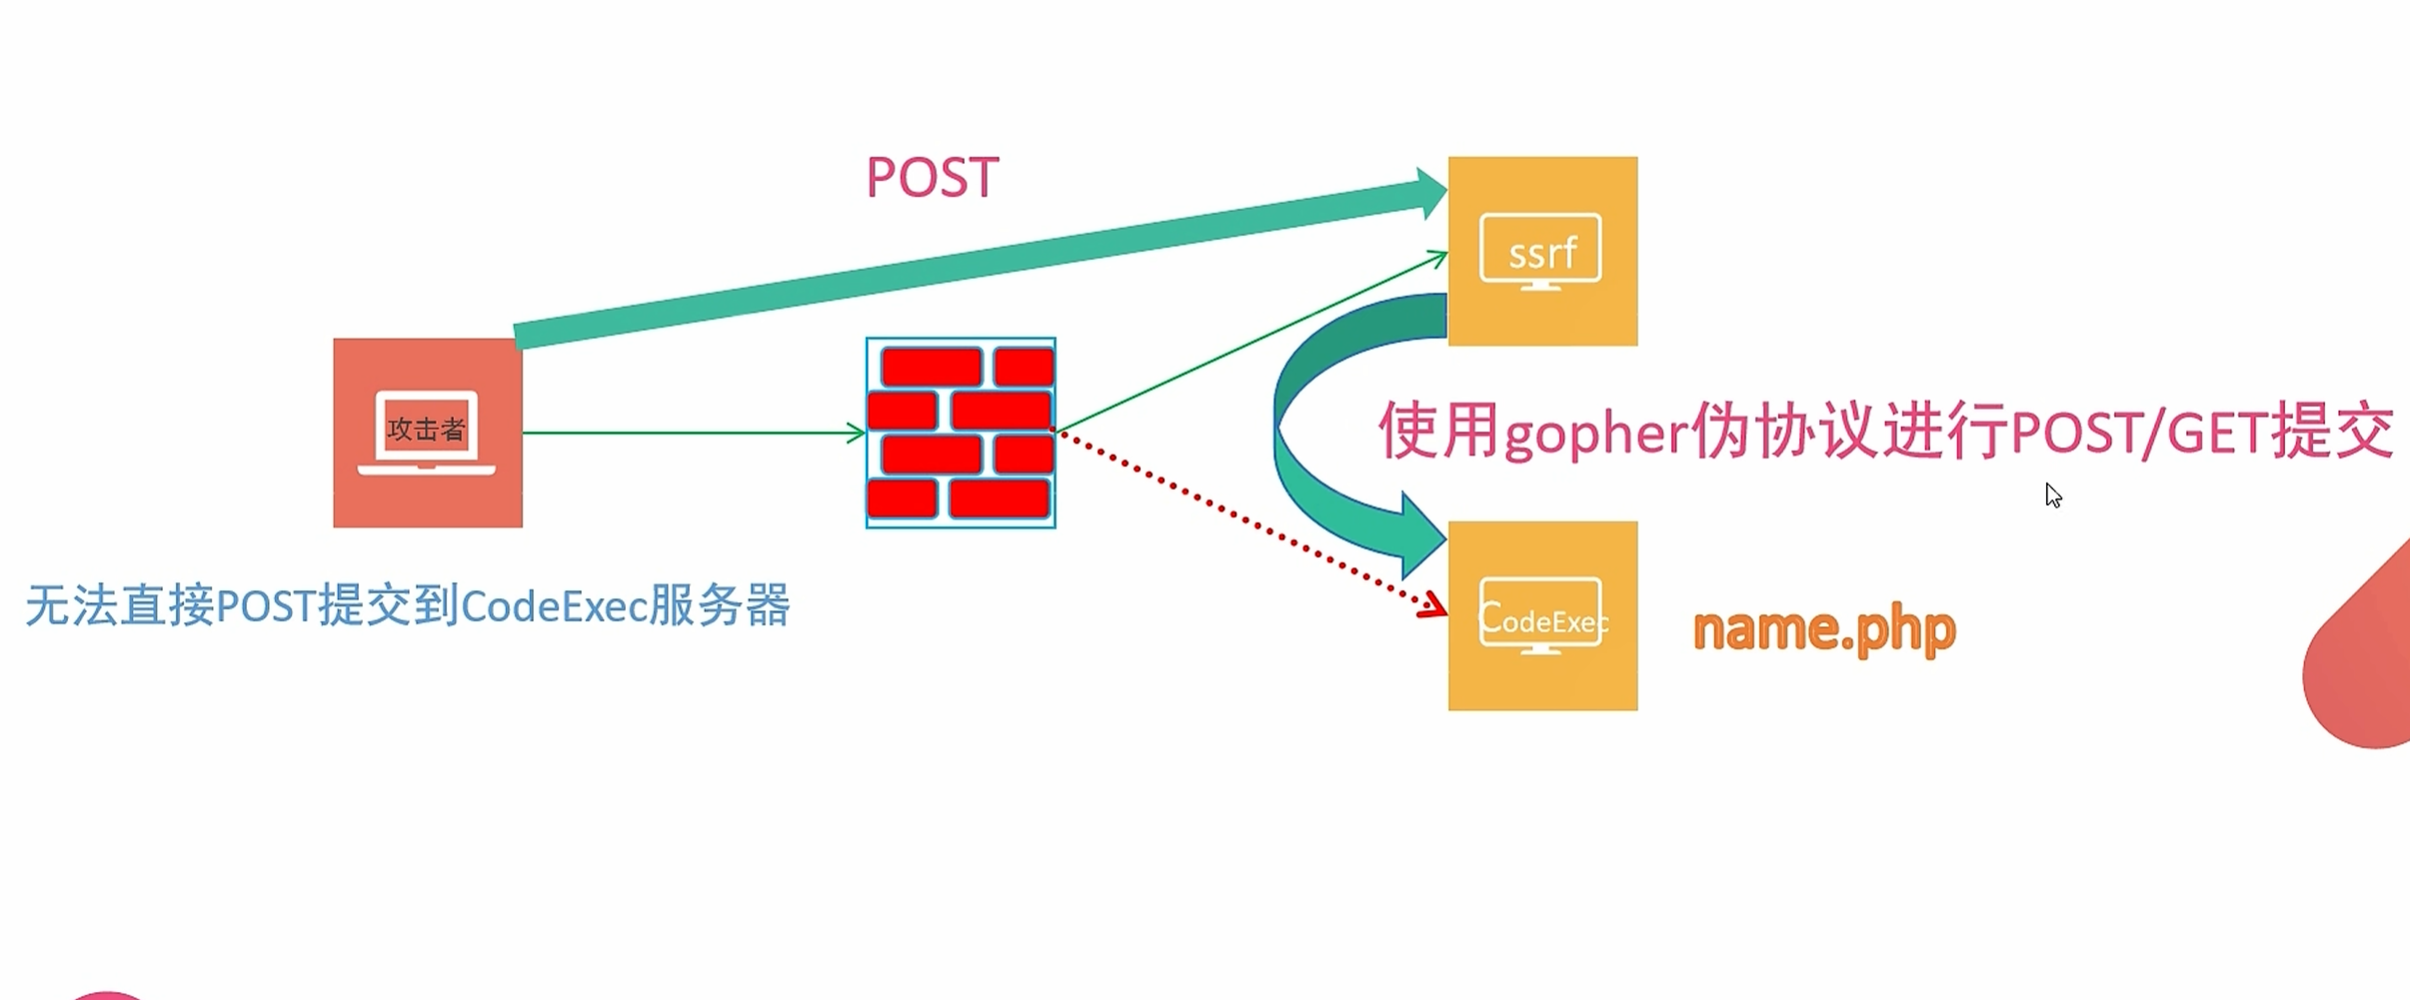 POST
ssrf
攻击者
使用gopher伪协议进行POST/GET提交
无法直接POST提交到CodeExec服务器
CodeExec
name.php